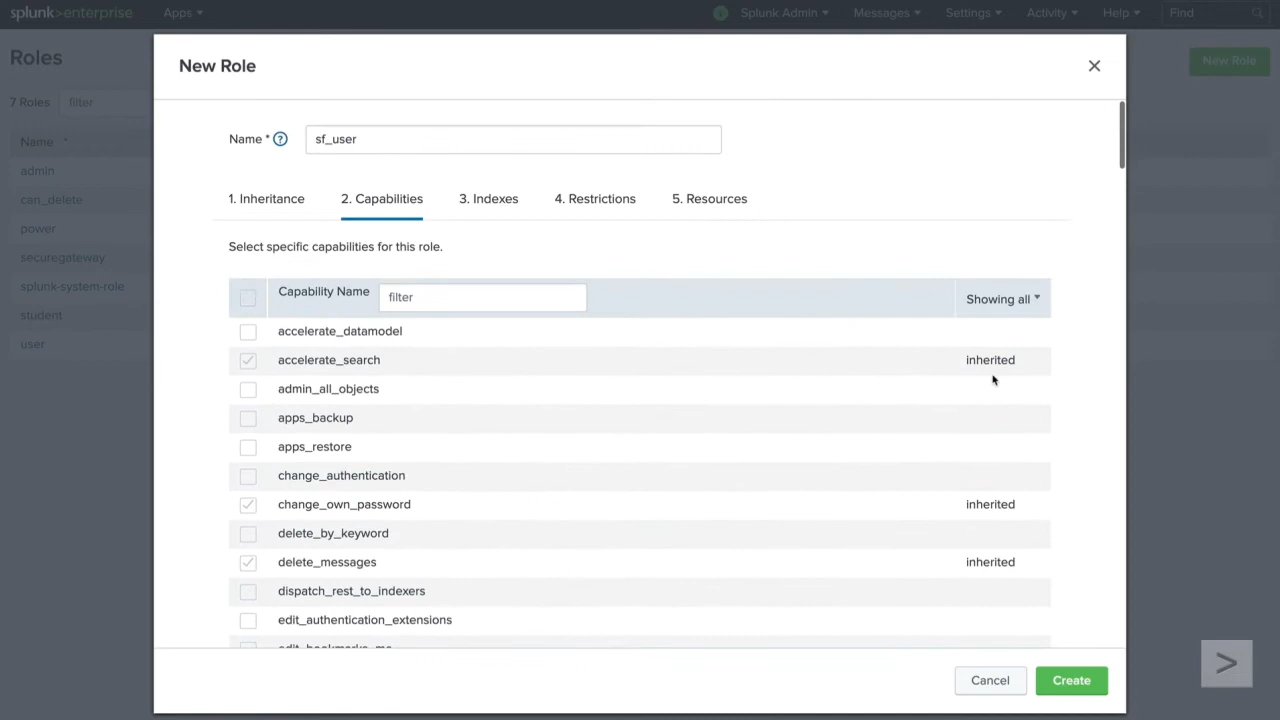 splunk>enterprise Apps Splunk Admin Messages Settings Activity Help Find
Roles
New Role
New Role
7 Roles filter
Name * ? sf_user
Name
admin
can_delete
power
securegateway
splunk-system-role
student
user
1. Inheritance 2. Capabilities 3. Indexes 4. Restrictions 5. Resources
Select specific capabilities for this role.
Capability Name filter Showing all
accelerate_datamodel
accelerate_search inherited
admin_all_objects
apps_backup
apps_restore
change_authentication
change_own_password inherited
delete_by_keyword
delete_messages inherited
dispatch_rest_to_indexers
edit_authentication_extensions
Cancel Create
>